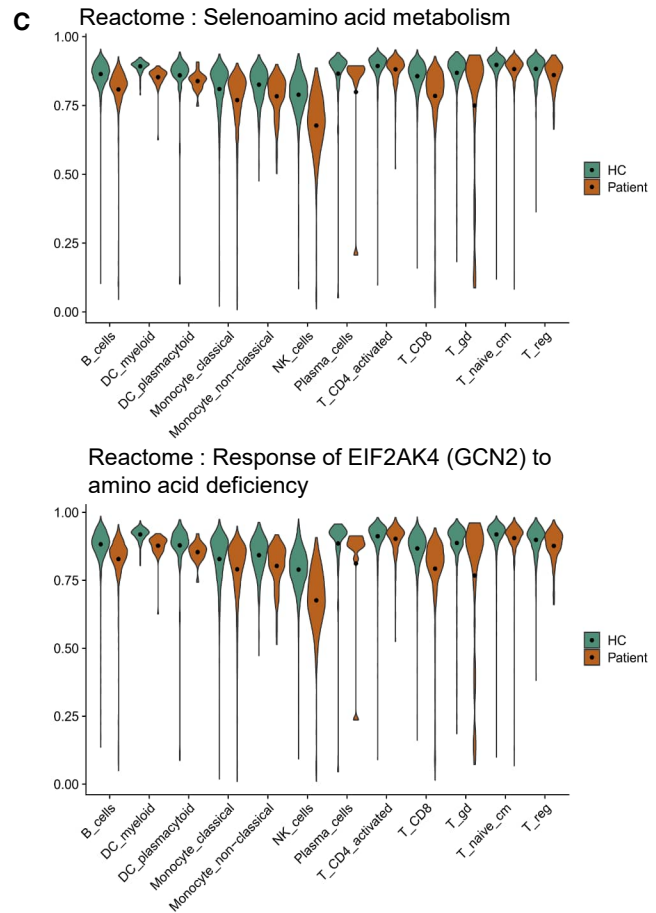 C
Reactome : Selenoamino acid metabolism
1.00
0.75
0.50
0.25
0.00
HC
Patient
B_cells
DC_myeloid
DC_plasmacytoid
Monocyte_classical
Monocyte_non−classical
NK_cells
Plasma_cells
T_CD4_activated
T_CD8
T_gd
T_naive_cm
T_reg
Reactome : Response of EIF2AK4 (GCN2) to
amino acid deficiency
1.00
0.75
0.50
0.25
0.00
HC
Patient
B_cells
DC_myeloid
DC_plasmacytoid
Monocyte_classical
Monocyte_non−classical
NK_cells
Plasma_cells
T_CD4_activated
T_CD8
T_gd
T_naive_cm
T_reg